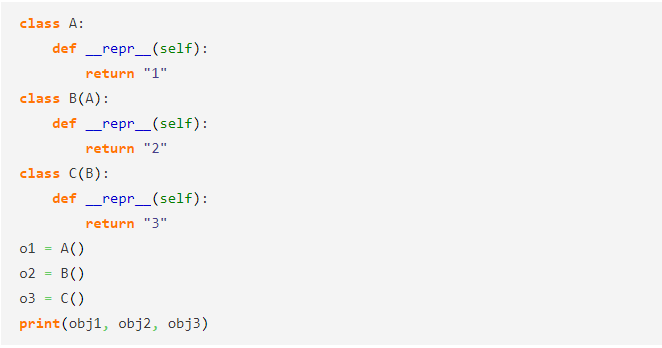 class A:
    def __repr__(self):
        return "1"
class B(A):
    def __repr__(self):
        return "2"
class C(B):
    def __repr__(self):
        return "3"
o1 = A()
o2 = B()
o3 = C()
print(obj1, obj2, obj3)